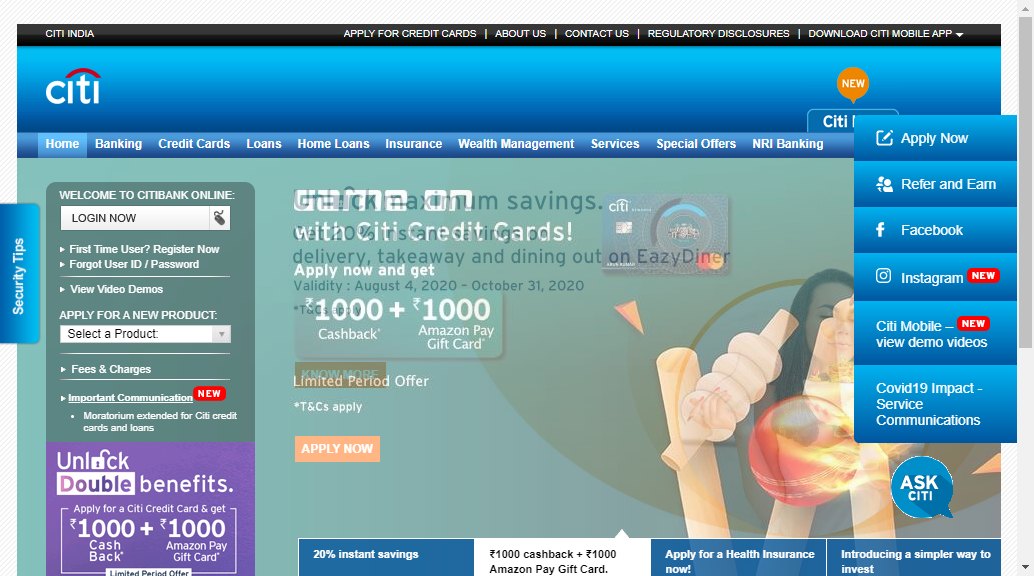 CITI INDIA
APPLY FOR CREDIT CARDS | ABOUT US | CONTACT US | REGULATORY DISCLOSURES | DOWNLOAD CITI MOBILE APP
citi
NEW
Citi
Home Banking Credit Cards Loans Home Loans Insurance Wealth Management Services Special Offers NRI Banking
Apply Now
Refer and Earn
Facebook
Instagram NEW
Citi Mobile – NEW
view demo videos
Covid19 Impact -
Service
Communications
ASK
CITI
Security Tips
WELCOME TO CITIBANK ONLINE:
LOGIN NOW
First Time User? Register Now
Forgot User ID / Password
View Video Demos
APPLY FOR A NEW PRODUCT:
Select a Product:
Fees & Charges
Important Communication NEW
Moratorium extended for Citi credit
cards and loans
Unlock
Double benefits.
Apply for a Citi Credit Card & get
₹1000 + ₹1000
Cash Back* Amazon Pay Gift Card*
Limited Period Offer
maximum savings.
with Citi Credit Cards!
delivery, takeaway and dining out on EazyDiner
Apply now and get
Validity : August 4, 2020 – October 31, 2020
*T&Cs apply
₹1000 + ₹1000
Cashback* Amazon Pay
Gift Card*
KNOW MORE
Limited Period Offer
*T&Cs apply
APPLY NOW
citI
20% instant savings
₹1000 cashback + ₹1000
Amazon Pay Gift Card.
Apply for a Health Insurance
now!
Introducing a simpler way to
invest